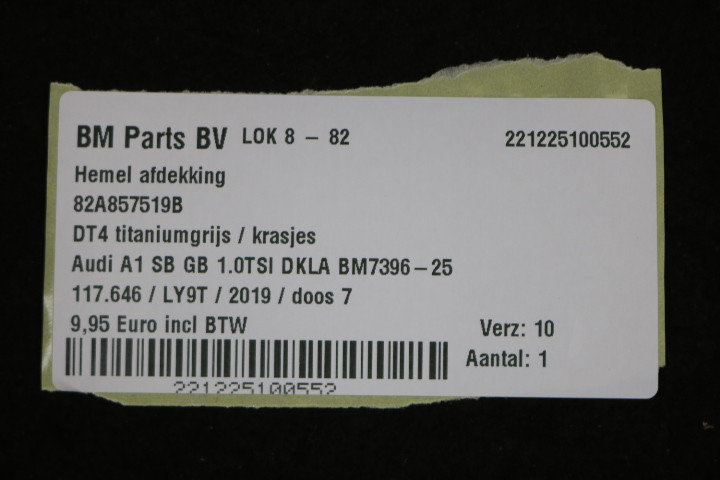 BM Parts BV LOK 8 – 82 221225100552
Hemel afdekking
82A857519B
DT4 titaniumgrijs / krasjes
Audi A1 SB GB 1.0TSI DKLA BM7396–25
117.646 / LY9T / 2019 / doos 7
9,95 Euro incl BTW Verz: 10
Aantal: 1
221225100552